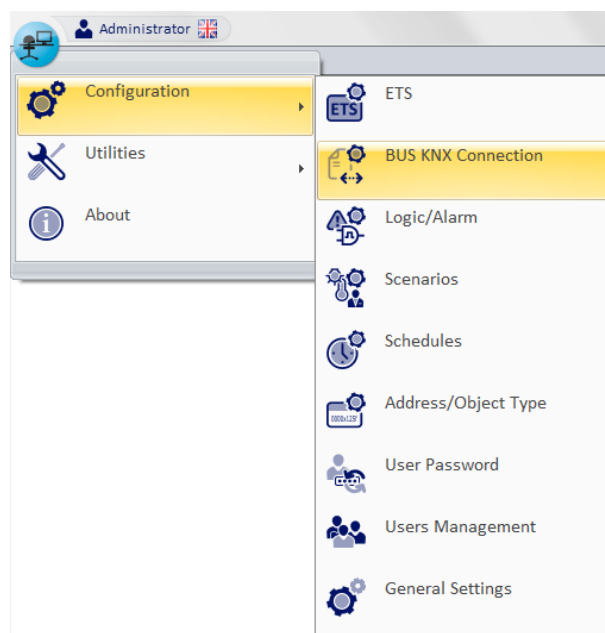 Administrator
Configuration
Utilities
About
ETS
ETS
BUS KNX Connection
Logic/Alarm
Scenarios
Schedules
Address/Object Type
User Password
Users Management
General Settings